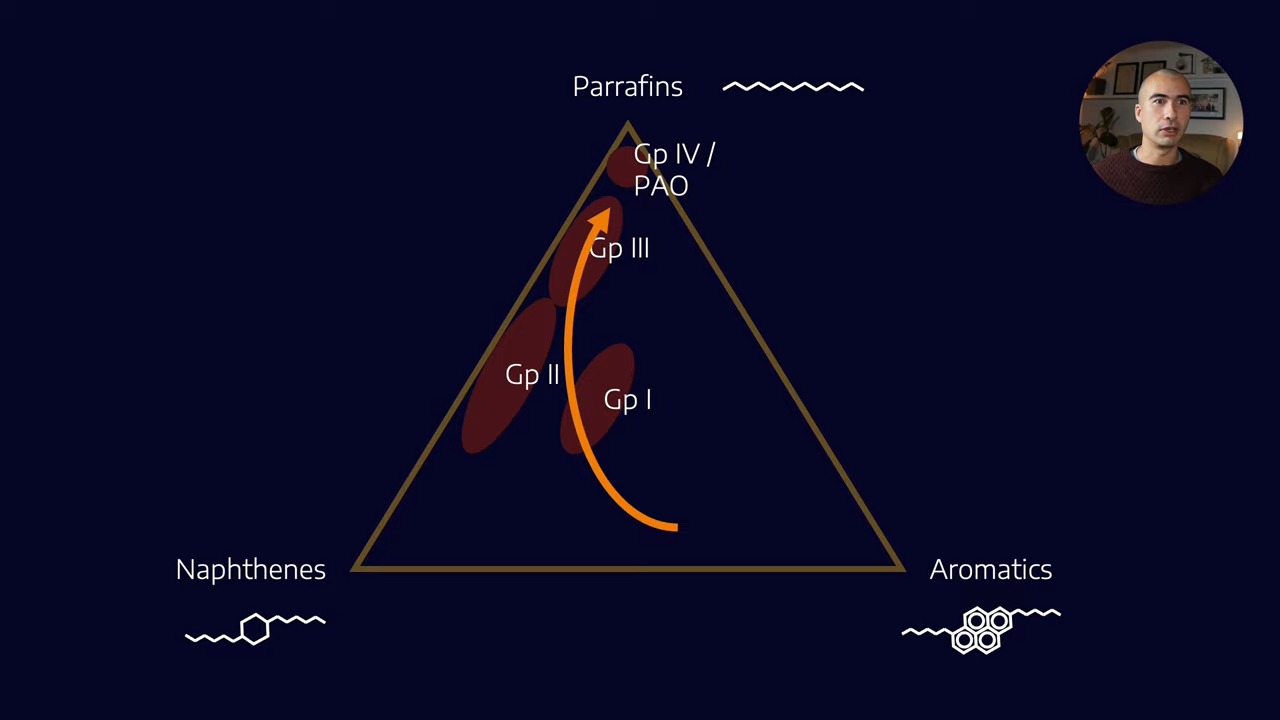 Parrafins
Gp IV /
PAO
Gp III
Gp II
Gp I
Naphthenes
Aromatics